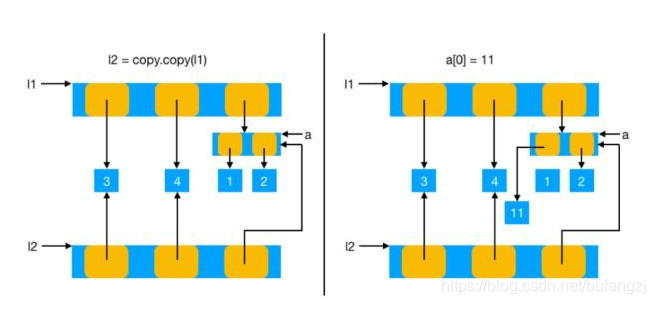 l2 = copy.copy(l1)
l1
a
3
4
1
2
l2
a[0] = 11
l1
a
3
4
1
2
11
l2
https://blog.csdn.net/bufengzj